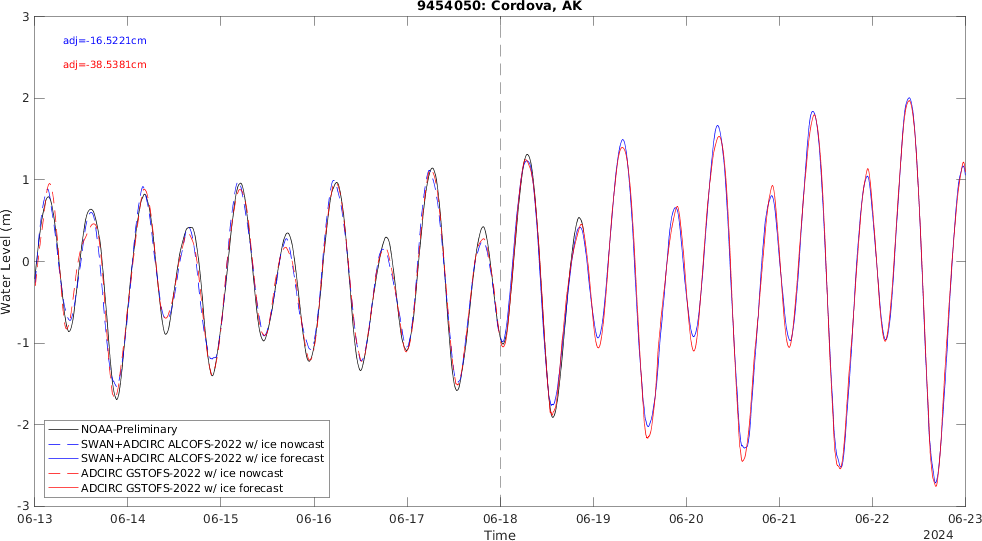 9454050: Cordova, AK
adj=-16.5221cm
adj=-38.5381cm
3
2
1
0
-1
-2
-3
Water Level (m)
NOAA-Preliminary
SWAN+ADCIRC ALCOFS-2022 w/ ice nowcast
SWAN+ADCIRC ALCOFS-2022 w/ ice forecast
ADCIRC GSTOFS-2022 w/ ice nowcast
ADCIRC GSTOFS-2022 w/ ice forecast
06-13 06-14 06-15 06-16 06-17 06-18 06-19 06-20 06-21 06-22 06-23
Time
2024